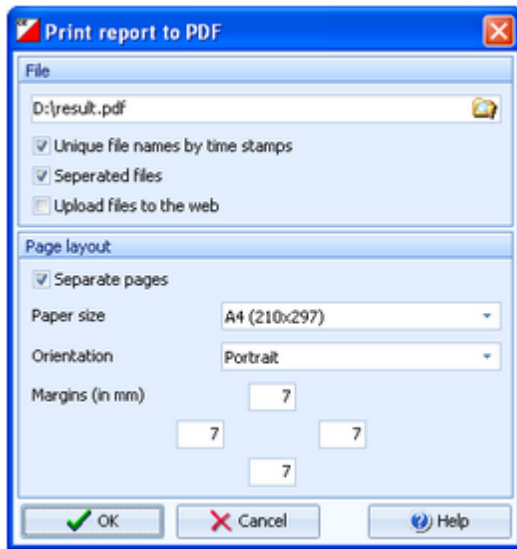 Print report to PDF
File
D:\result.pdf
Unique file names by time stamps
Seperated files
Upload files to the web
Page layout
Separate pages
Paper size A4 (210x297)
Orientation Portrait
Margins (in mm) 7
7 7
7
OK Cancel Help